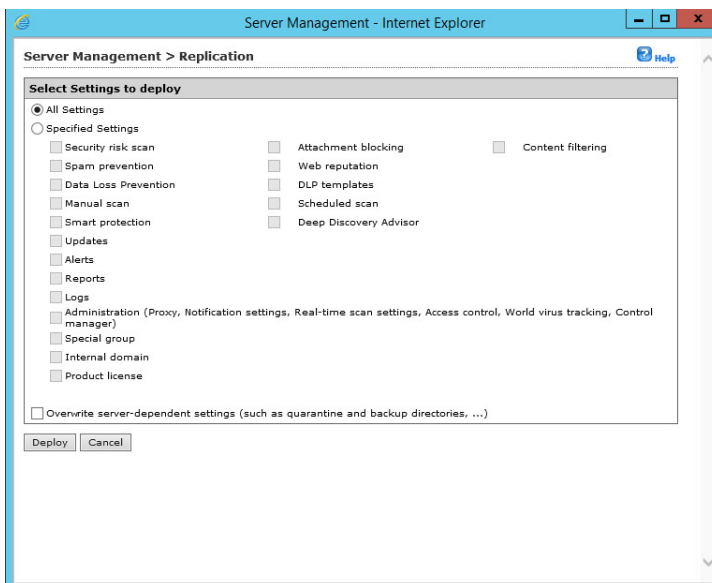 Server Management - Internet Explorer
Server Management > Replication
Help
Select Settings to deploy
All Settings
Specified Settings
Security risk scan Attachment blocking Content filtering
Spam prevention Web reputation
Data Loss Prevention DLP templates
Manual scan Scheduled scan
Smart protection Deep Discovery Advisor
Updates
Alerts
Reports
Logs
Administration (Proxy, Notification settings, Real-time scan settings, Access control, World virus tracking, Control
manager)
Special group
Internal domain
Product license
Overwrite server-dependent settings (such as quarantine and backup directories, ...)
Deploy Cancel